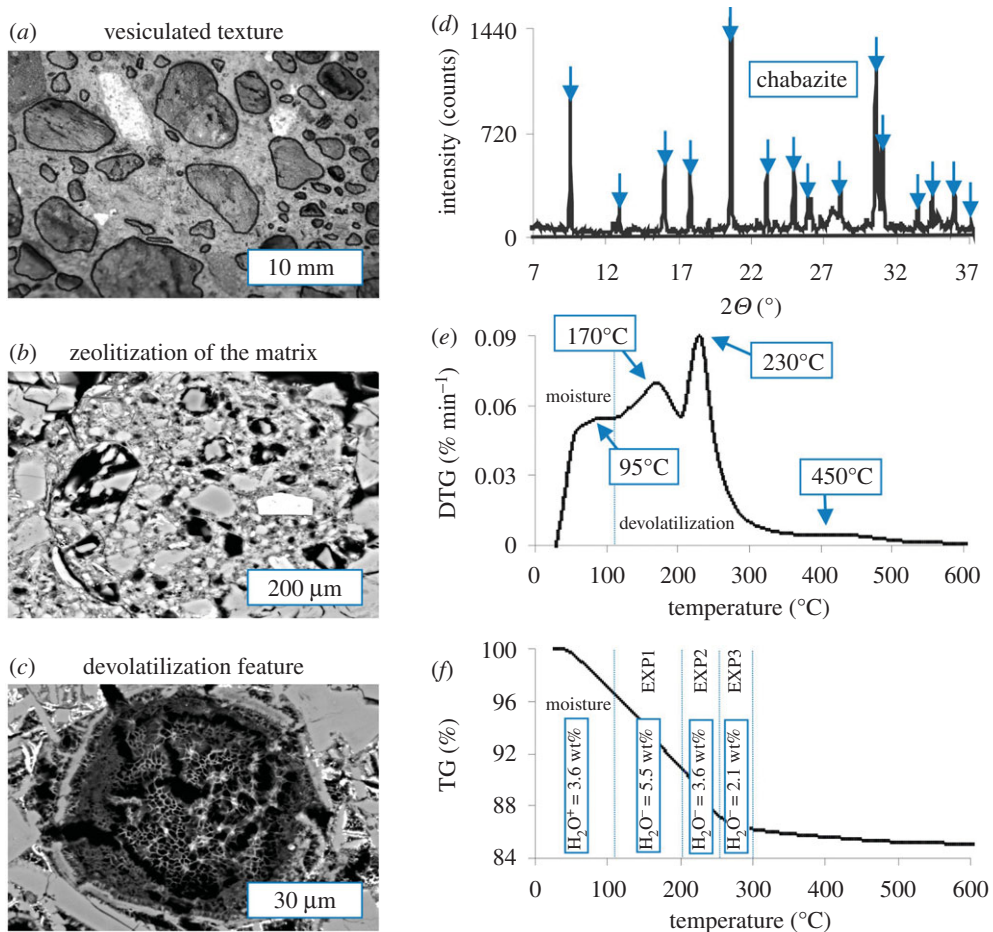 (a) vesiculated texture
10 mm
(b) zeolitization of the matrix
200 µm
(c) devolatilization feature
30 µm
(d)
1440
720
0
intensity (counts)
chabazite
7 12 17 22 27 32 37
2Θ (°)
(e)
0.09
0.06
0.03
0
DTG (% min⁻¹)
170°C
230°C
moisture
95°C
450°C
devolatilization
0 100 200 300 400 500 600
temperature (°C)
(f)
100
96
92
88
84
TG (%)
moisture
EXP1
EXP2
EXP3
H₂O⁺ = 3.6 wt%
H₂O⁻ = 5.5 wt%
H₂O⁻ = 3.6 wt%
H₂O⁻ = 2.1 wt%
0 100 200 300 400 500 600
temperature (°C)